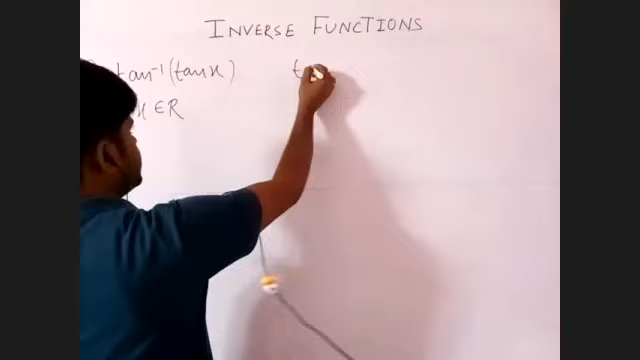 INVERSE FUNCTIONS
tan⁻¹(tan x) t
x ∈ R